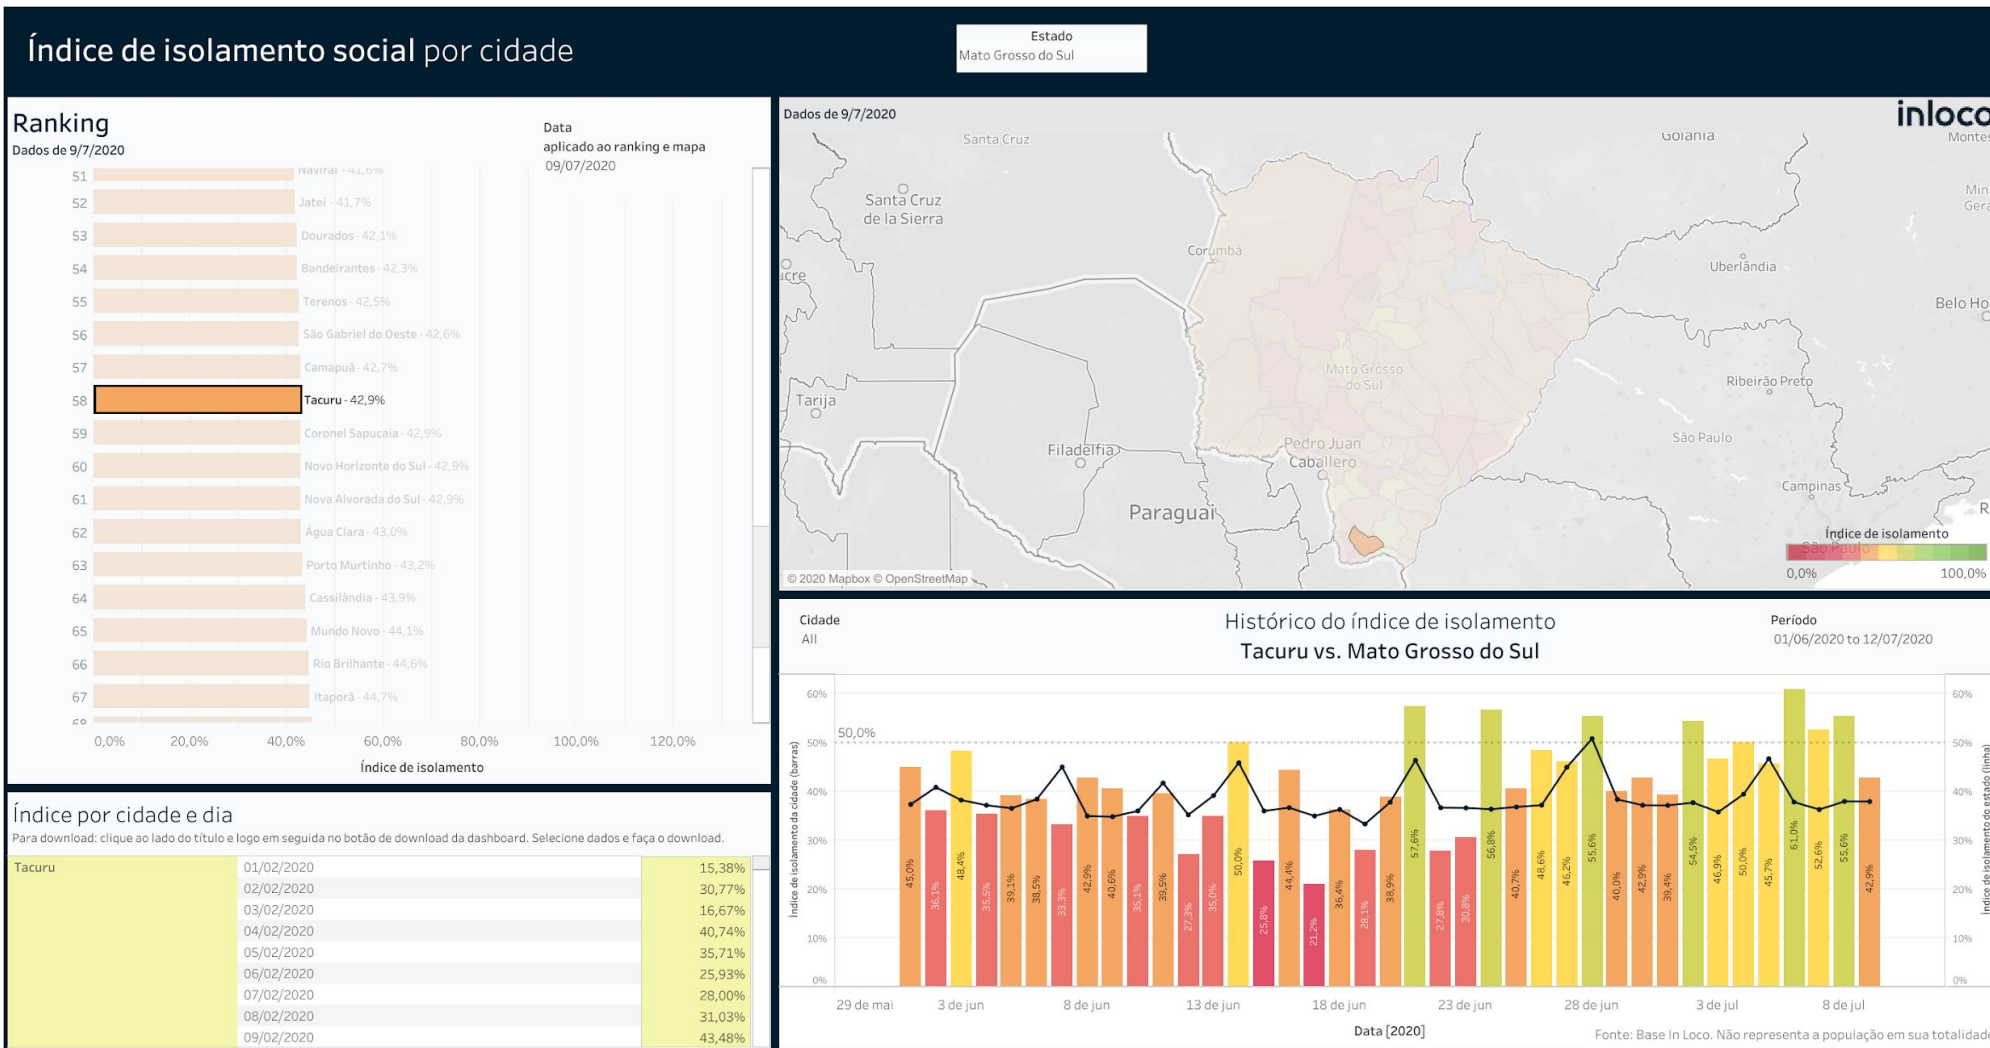 Índice de isolamento social por cidade
Estado
Mato Grosso do Sul
Ranking
Dados de 9/7/2020
Data
aplicado ao ranking e mapa
09/07/2020
51 Naviraí - 41,6%
52 Jateí - 41,7%
53 Dourados - 42,1%
54 Bandeirantes - 42,3%
55 Terenos - 42,5%
56 São Gabriel do Oeste - 42,6%
57 Camapuã - 42,7%
58 Tacuru - 42,9%
59 Coronel Sapucaia - 42,9%
60 Novo Horizonte do Sul - 42,9%
61 Nova Alvorada do Sul - 42,9%
62 Água Clara - 43,0%
63 Porto Murtinho - 43,2%
64 Cassilândia - 43,9%
65 Mundo Novo - 44,1%
66 Rio Brilhante - 44,6%
67 Itaporã - 44,7%
68
0,0% 20,0% 40,0% 60,0% 80,0% 100,0% 120,0%
Índice de isolamento
Índice por cidade e dia
Para download: clique ao lado do título e logo em seguida no botão de download da dashboard. Selecione dados e faça o download.
Tacuru 01/02/2020 15,38%
02/02/2020 30,77%
03/02/2020 16,67%
04/02/2020 40,74%
05/02/2020 35,71%
06/02/2020 25,93%
07/02/2020 28,00%
08/02/2020 31,03%
09/02/2020 43,48%
Dados de 9/7/2020
inloco
Santa Cruz
Goiânia
Montes
Santa Cruz
de la Sierra
Min
Gera
Corumbá
ucre
Uberlândia
Belo Ho
Mato Grosso
do Sul
Ribeirão Preto
Tarija
São Paulo
Filadélfia
Pedro Juan
Caballero
Campinas
Paraguai
R
Índice de isolamento
São Paulo
0,0% 100,0%
© 2020 Mapbox © OpenStreetMap
Cidade
All
Histórico do índice de isolamento
Tacuru vs. Mato Grosso do Sul
Período
01/06/2020 to 12/07/2020
Índice de isolamento da cidade (barras)
60%
50%
40%
30%
20%
10%
0%
50,0%
45,0% 36,1% 48,4% 35,5% 39,1% 38,5% 33,3% 42,9% 40,6% 35,1% 39,5% 27,3% 35,0% 50,0% 25,8% 44,4% 21,2% 36,4% 28,1% 38,9% 57,6% 27,8% 30,8% 56,8% 40,7% 48,6% 46,2% 55,6% 40,0% 42,9% 39,4% 54,5% 46,9% 50,0% 45,7% 61,0% 52,6% 55,6% 42,9%
60%
50%
40%
30%
20%
10%
0%
Índice de isolamento do estado (linha)
29 de mai 3 de jun 8 de jun 13 de jun 18 de jun 23 de jun 28 de jun 3 de jul 8 de jul
Data [2020]
Fonte: Base In Loco. Não representa a população em sua totalidade